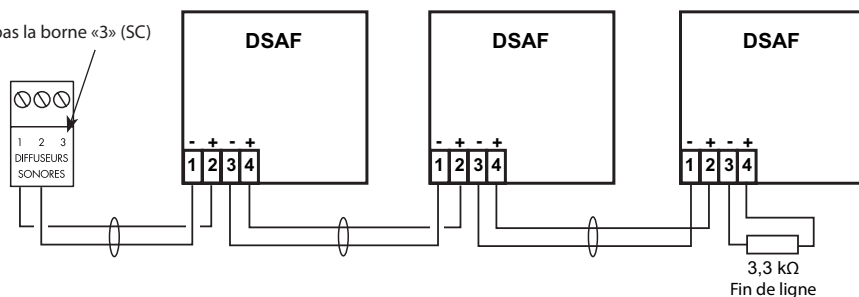 pas la borne «3» (SC)
DSAF DSAF DSAF
1 2 3
DIFFUSEURS
SONORES
- + - + - + - + - + - +
1 2 3 4 1 2 3 4 1 2 3 4
3,3 kΩ
Fin de ligne